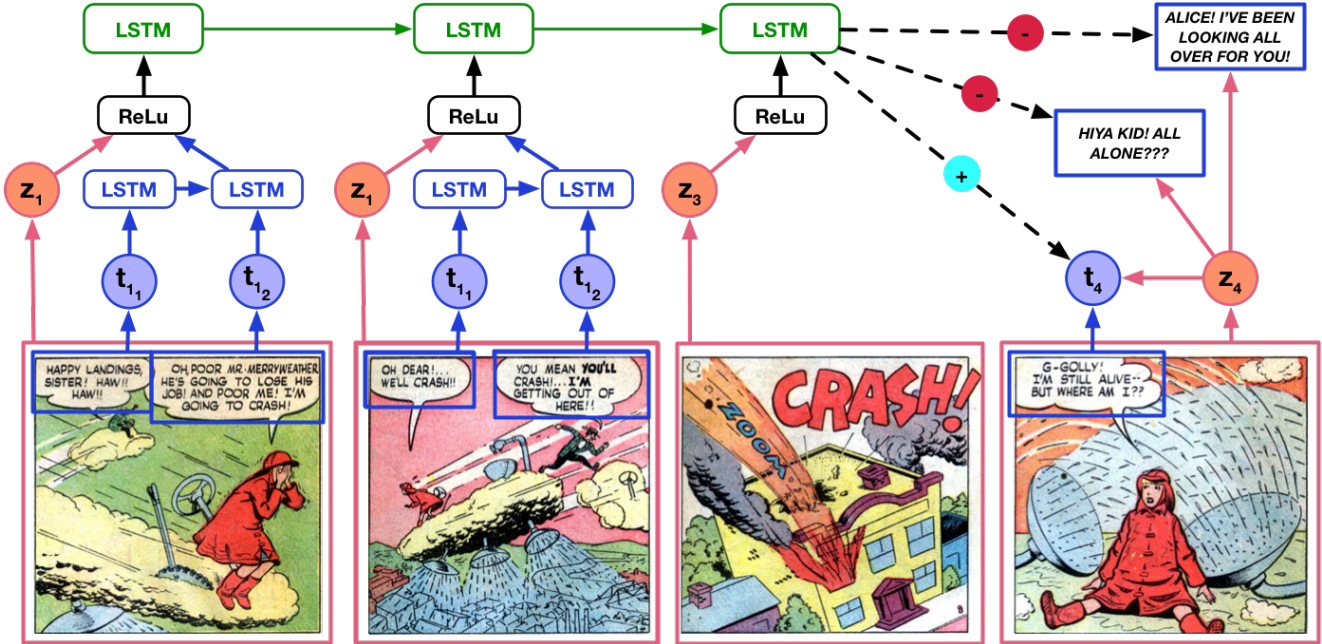 LSTM
LSTM
LSTM
-
-
+
ALICE! I'VE BEEN
LOOKING ALL
OVER FOR YOU!
HIYA KID! ALL
ALONE???
ReLu
ReLu
ReLu
z1
LSTM
LSTM
z1
LSTM
LSTM
z3
t11
t12
t11
t12
t4
z4
HAPPY LANDINGS,
SISTER! HAW!!
HAW!!
OH, POOR MR. MERRYWEATHER
HE'S GOING TO LOSE HIS
JOB! AND POOR ME! I'M
GOING TO CRASH!
OH DEAR!...
WE'LL CRASH!!
YOU MEAN YOU'LL
CRASH!...I'M
GETTING OUT OF
HERE!!
CRASH!
ZOOM
G-GOLLY!
I'M STILL ALIVE--
BUT WHERE AM I??